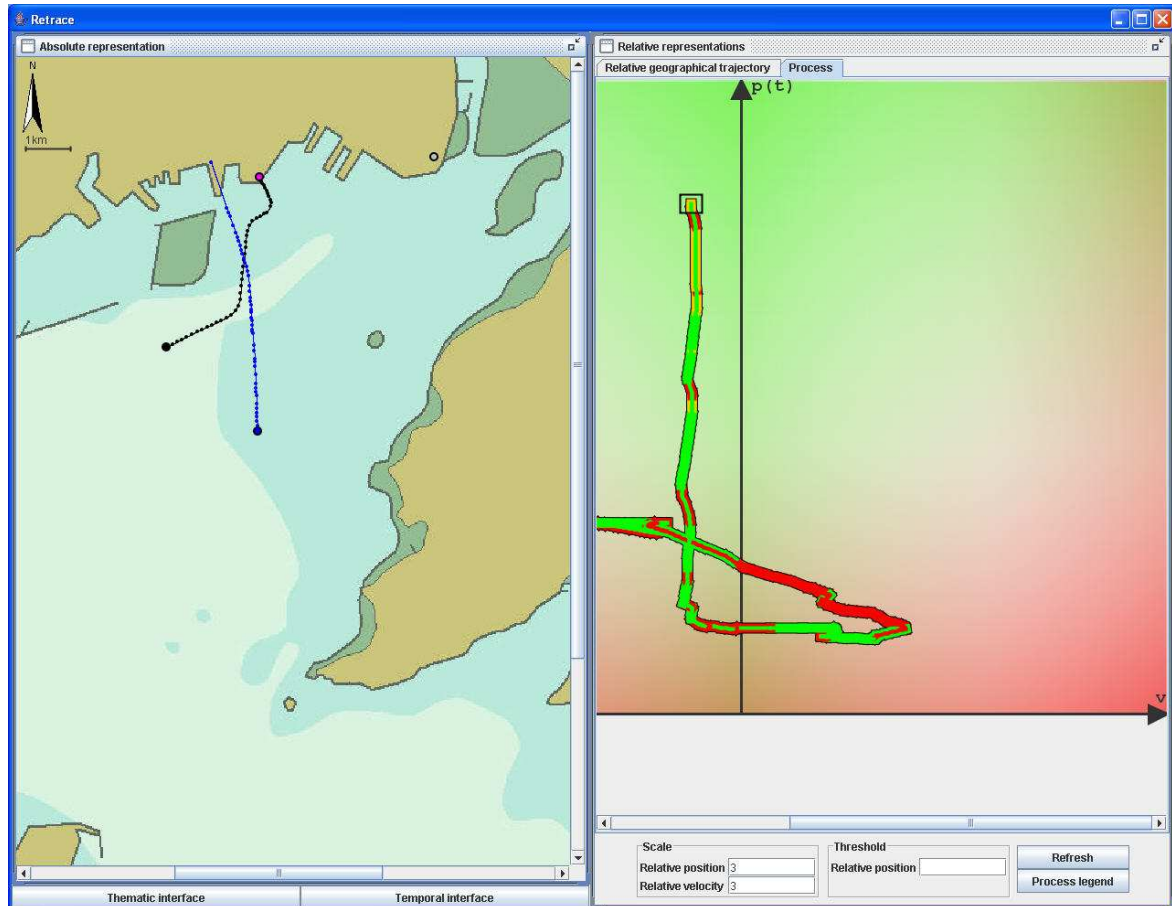 Retrace
Absolute representation
N
1km
Thematic interface
Temporal interface
Relative representations
Relative geographical trajectory
Process
p(t)
v
Scale
Relative position 3
Relative velocity 3
Threshold
Relative position
Refresh
Process legend